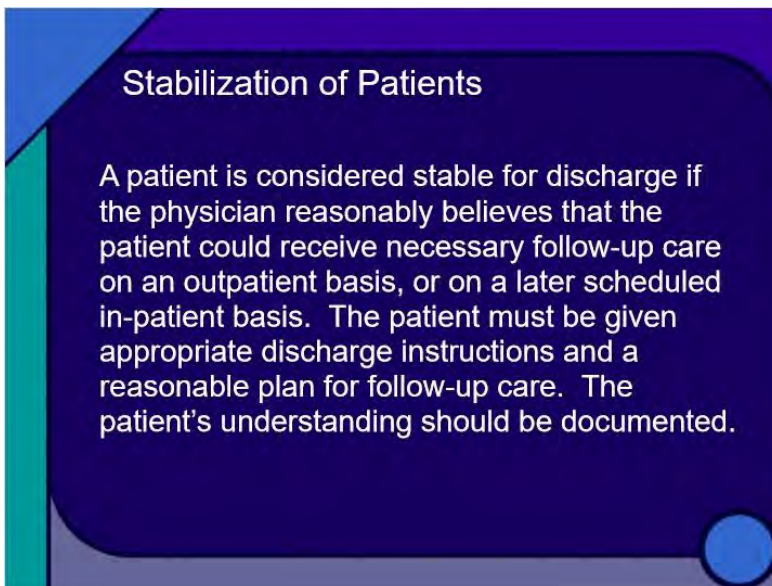 Stabilization of Patients
A patient is considered stable for discharge if
the physician reasonably believes that the
patient could receive necessary follow-up care
on an outpatient basis, or on a later scheduled
in-patient basis.  The patient must be given
appropriate discharge instructions and a
reasonable plan for follow-up care.  The
patient’s understanding should be documented.